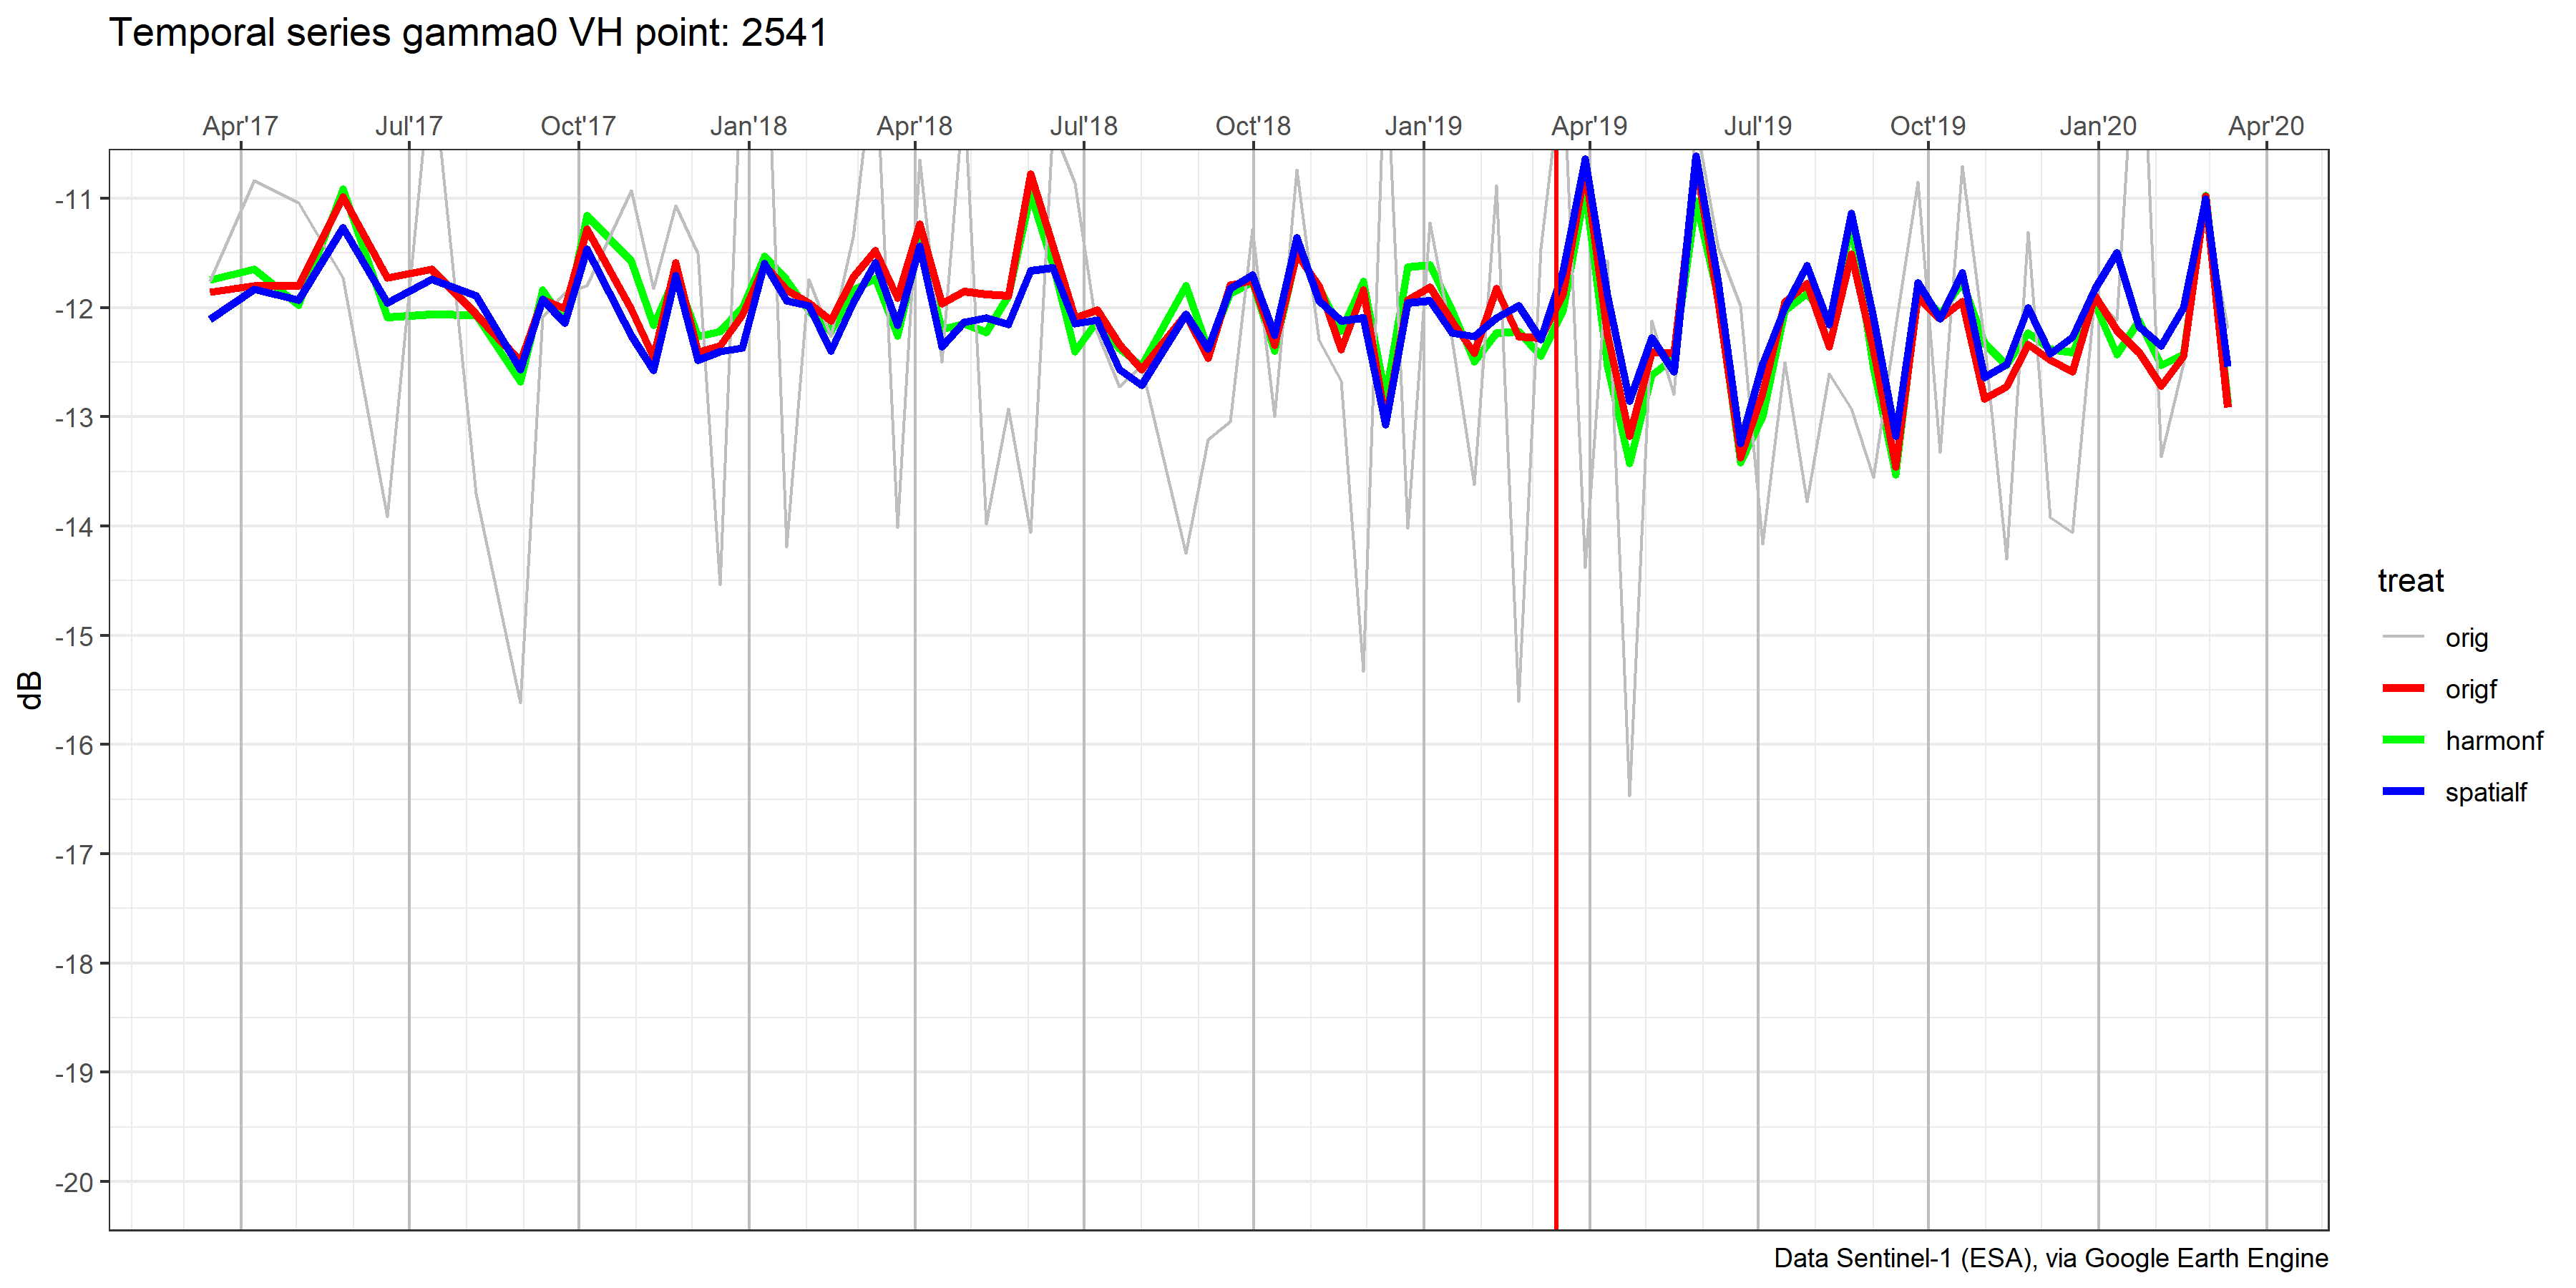 Temporal series gamma0 VH point: 2541
Apr'17 Jul'17 Oct'17 Jan'18 Apr'18 Jul'18 Oct'18 Jan'19 Apr'19 Jul'19 Oct'19 Jan'20 Apr'20
-11
-12
-13
-14
-15
-16
-17
-18
-19
-20
dB
treat
orig
origf
harmonf
spatialf
Data Sentinel-1 (ESA), via Google Earth Engine